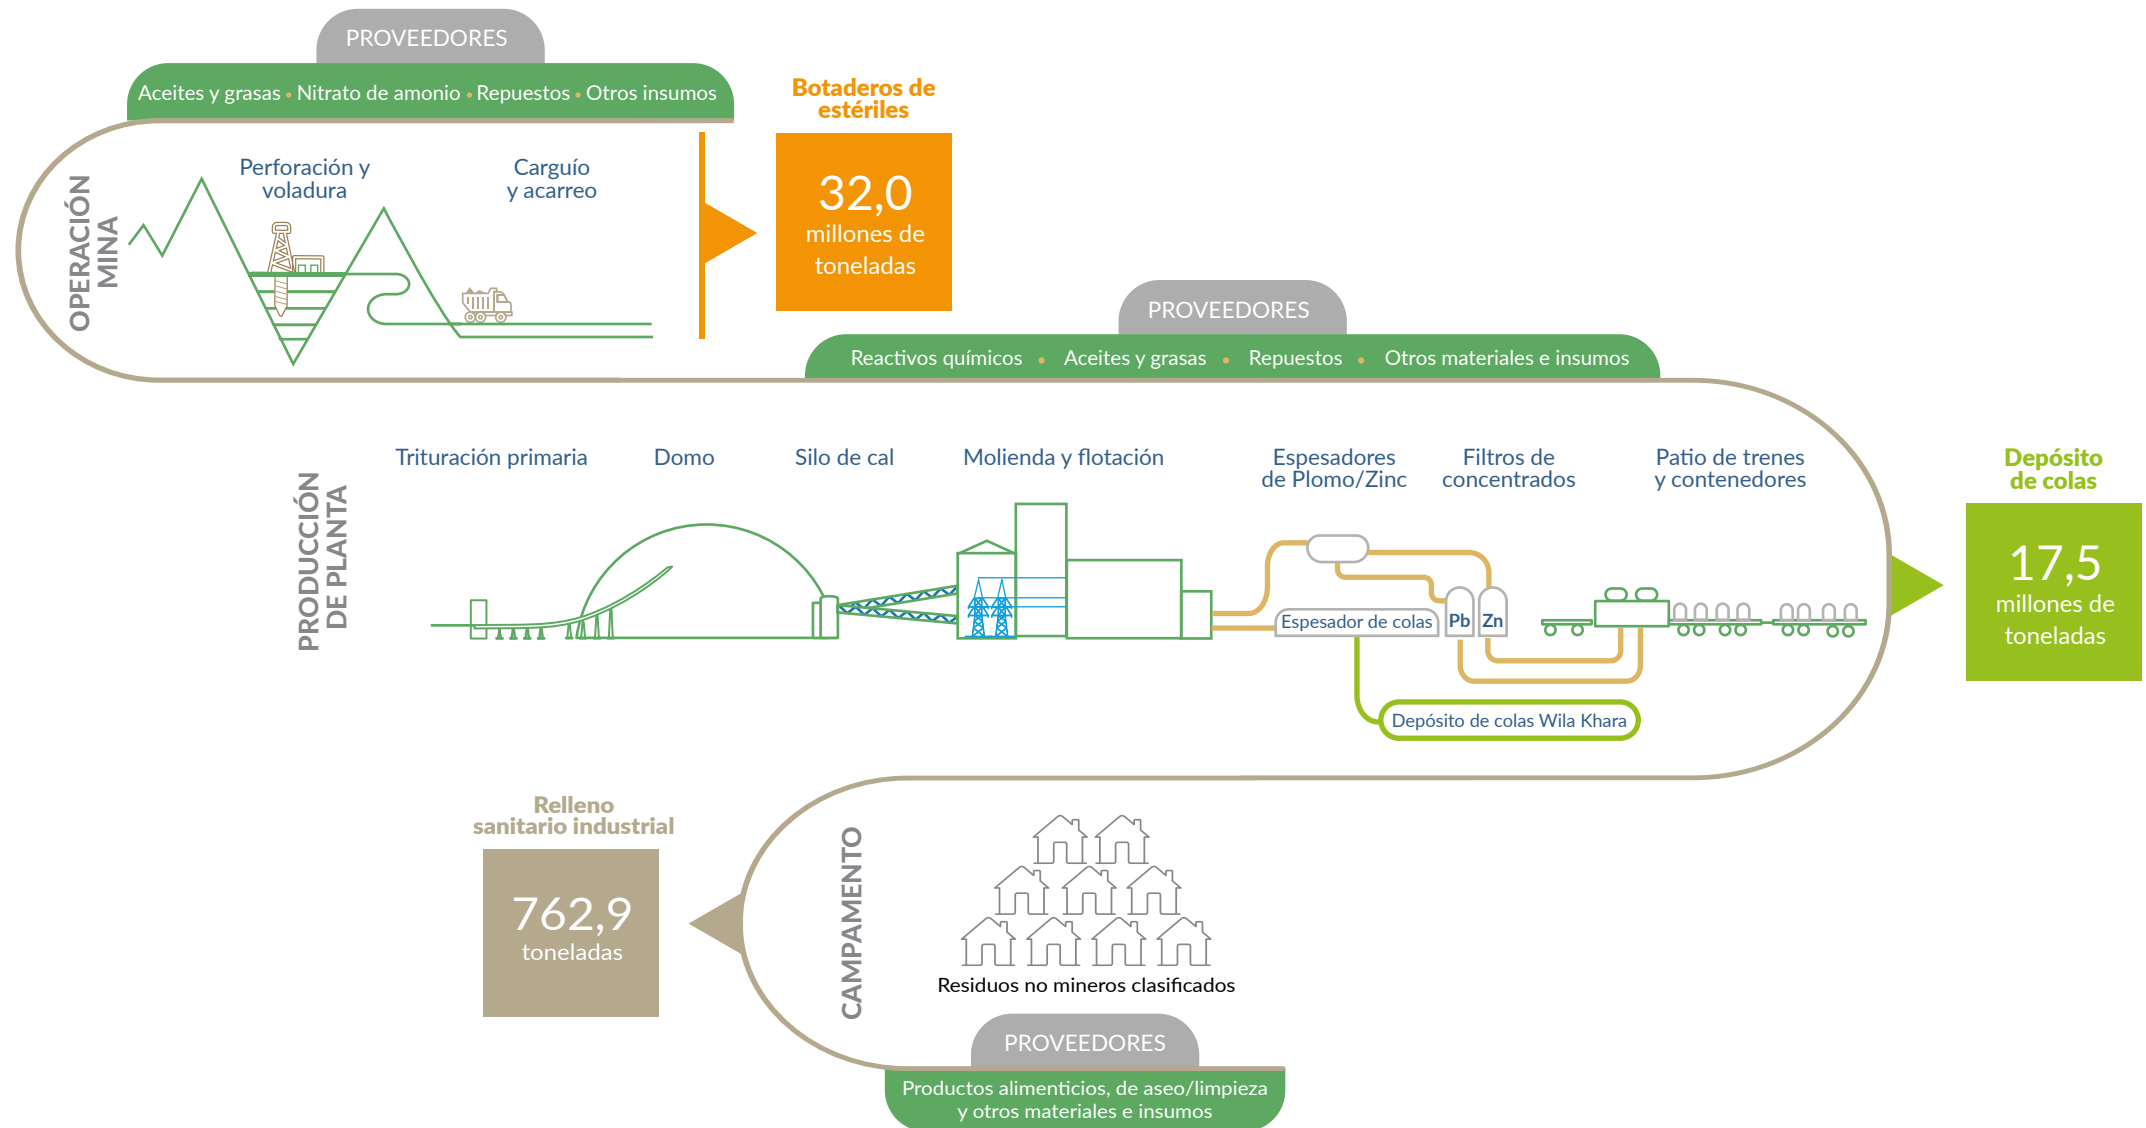 PROVEEDORES
Aceites y grasas • Nitrato de amonio • Repuestos • Otros insumos
OPERACIÓN
MINA
Perforación y
voladura
Carguío
y acarreo
Botaderos de
estériles
32,0
millones de
toneladas
PROVEEDORES
Reactivos químicos • Aceites y grasas • Repuestos • Otros materiales e insumos
PRODUCCIÓN
DE PLANTA
Trituración primaria
Domo
Silo de cal
Molienda y flotación
Espesadores
de Plomo/Zinc
Filtros de
concentrados
Patio de trenes
y contenedores
Espesador de colas
Pb
Zn
Depósito de colas Wila Khara
Depósito
de colas
17,5
millones de
toneladas
Relleno
sanitario industrial
762,9
toneladas
CAMPAMENTO
Residuos no mineros clasificados
PROVEEDORES
Productos alimenticios, de aseo/limpieza
y otros materiales e insumos